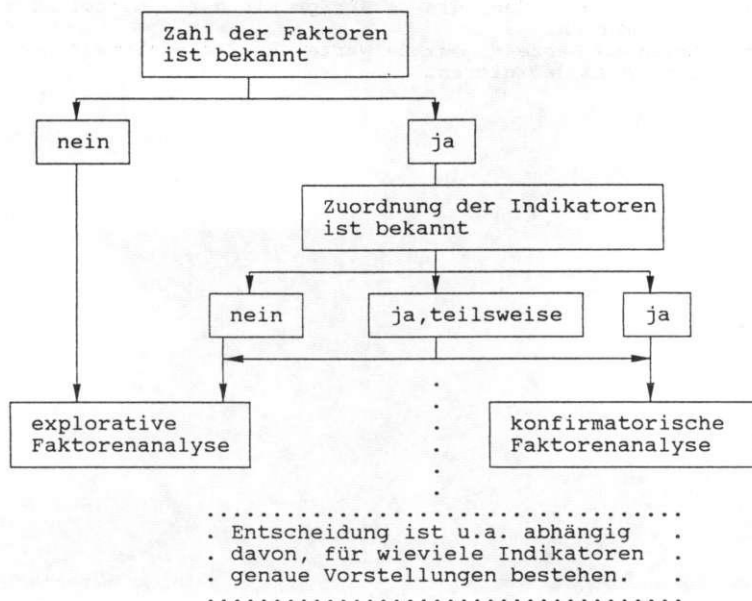 Zahl der Faktoren
ist bekannt
nein
ja
Zuordnung der Indikatoren
ist bekannt
nein
ja,teilsweise
ja
explorative
Faktorenanalyse
konfirmatorische
Faktorenanalyse
Entscheidung ist u.a. abhängig
davon, für wieviele Indikatoren
genaue Vorstellungen bestehen.